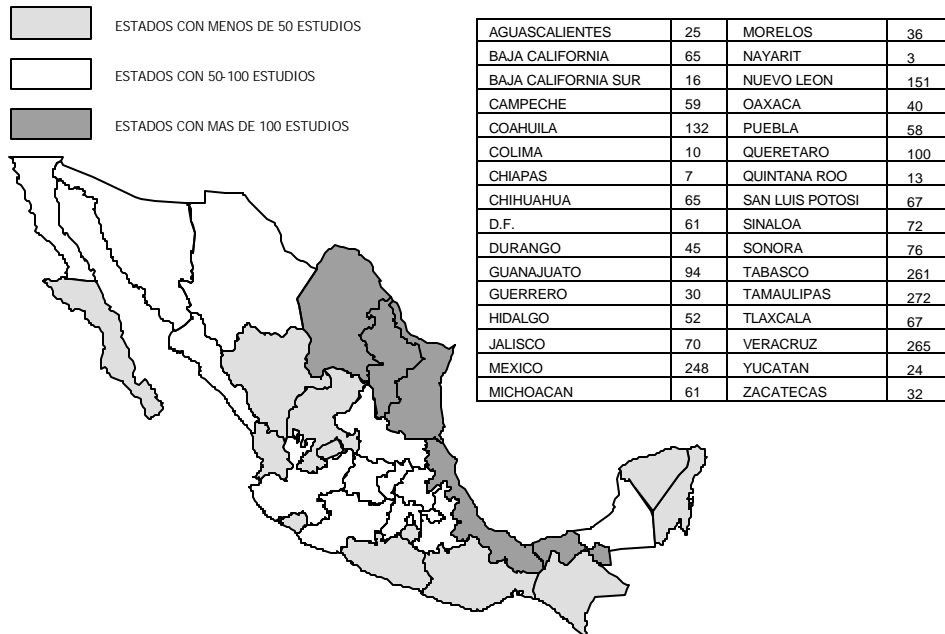 ESTADOS CON MENOS DE 50 ESTUDIOS
ESTADOS CON 50-100 ESTUDIOS
ESTADOS CON MAS DE 100 ESTUDIOS
AGUASCALIENTES 25 MORELOS 36
BAJA CALIFORNIA 65 NAYARIT 3
BAJA CALIFORNIA SUR 16 NUEVO LEON 151
CAMPECHE 59 OAXACA 40
COAHUILA 132 PUEBLA 58
COLIMA 10 QUERETARO 100
CHIAPAS 7 QUINTANA ROO 13
CHIHUAHUA 65 SAN LUIS POTOSI 67
D.F. 61 SINALOA 72
DURANGO 45 SONORA 76
GUANAJUATO 94 TABASCO 261
GUERRERO 30 TAMAULIPAS 272
HIDALGO 52 TLAXCALA 67
JALISCO 70 VERACRUZ 265
MEXICO 248 YUCATAN 24
MICHOACAN 61 ZACATECAS 32